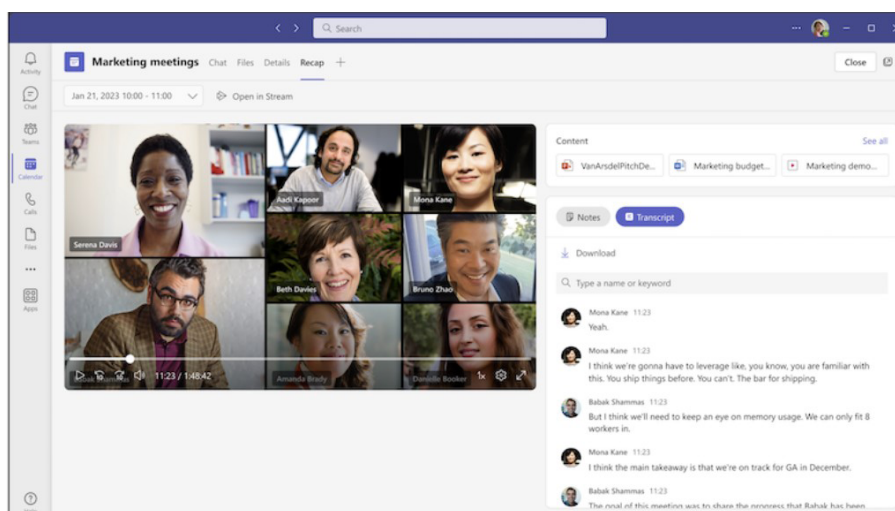 Search
Activity
Chat
Teams
Calendar
Calls
Files
Apps
Marketing meetings Chat Files Details Recap
Close
Jan 21, 2023 10:00 - 11:00
Open in Stream
Serena Davis
Aadi Kapoor
Mona Kane
Beth Davies
Bruno Zhao
Babak Shammas
Amanda Brady
Danielle Booker
11:23 / 1:48:42
1x
Content
See all
VanArsdelPitchDe...
Marketing budget...
Marketing demo...
Notes
Transcript
Download
Type a name or keyword
Mona Kane 11:23
Yeah.
Mona Kane 11:23
I think we're gonna have to leverage like, you know, you are familiar with
this. You ship things before. You can't. The bar for shipping.
Babak Shammas 11:23
But I think we'll need to keep an eye on memory usage. We can only fit 8
workers in.
Mona Kane 11:23
I think the main takeaway is that we're on track for GA in December.
Babak Shammas 11:23
The goal of this meeting was to share the progress that Babak has been